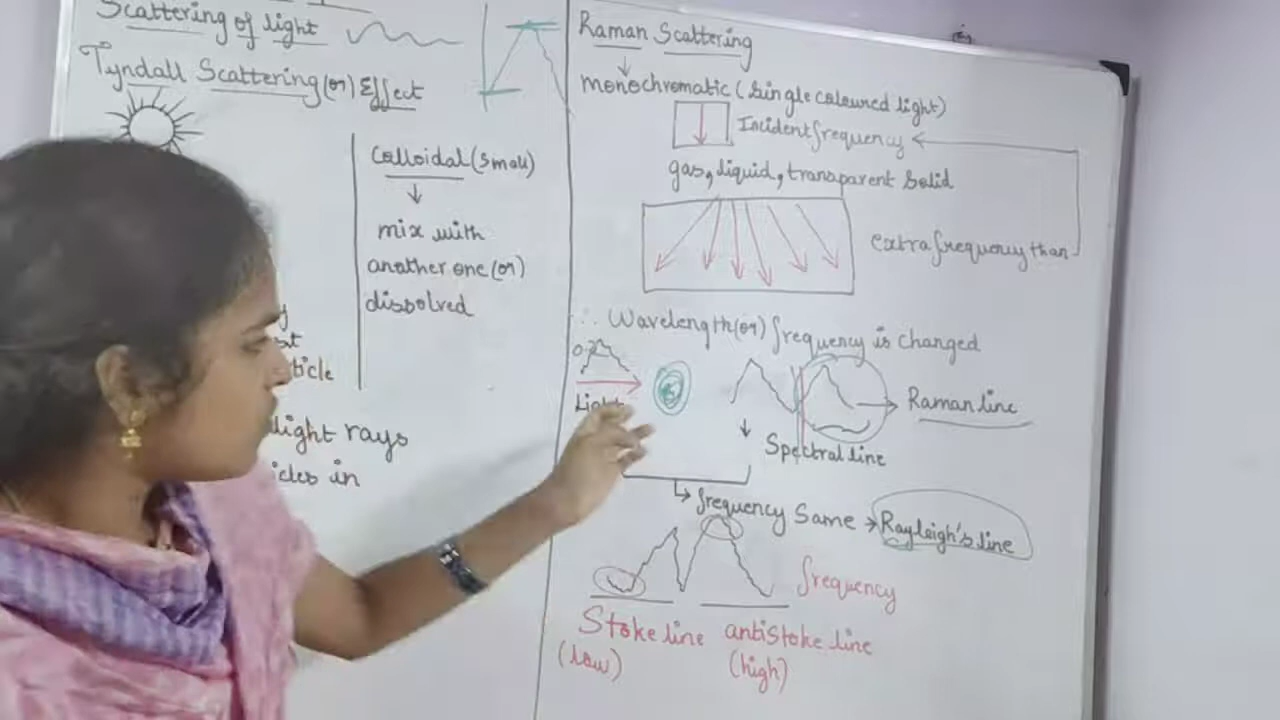 Scattering of light
Tyndall Scattering (or) Effect
Colloidal (Small)
mix with
another one (or)
dissolved
icle
light rays
icles in
Raman Scattering
monochromatic (Single coloured light)
Incident frequency
gas, liquid, transparent Solid
extra frequency than
∴ Wavelength (or) frequency is changed
Light
Raman line
Spectral line
frequency Same → Rayleigh's line
frequency
Stoke line antistoke line
(low) (high)